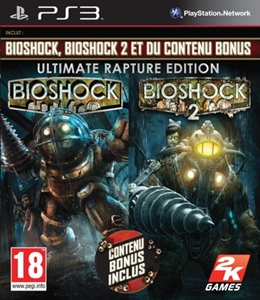 PS3
PlayStation®Network
INCLUT :
BIOSHOCK, BIOSHOCK 2 ET DU CONTENU BONUS
ULTIMATE RAPTURE EDITION
BIOSHOCK
BIOSHOCK
2
CONTENU
BONUS
INCLUS
18
www.pegi.info
2K
GAMES